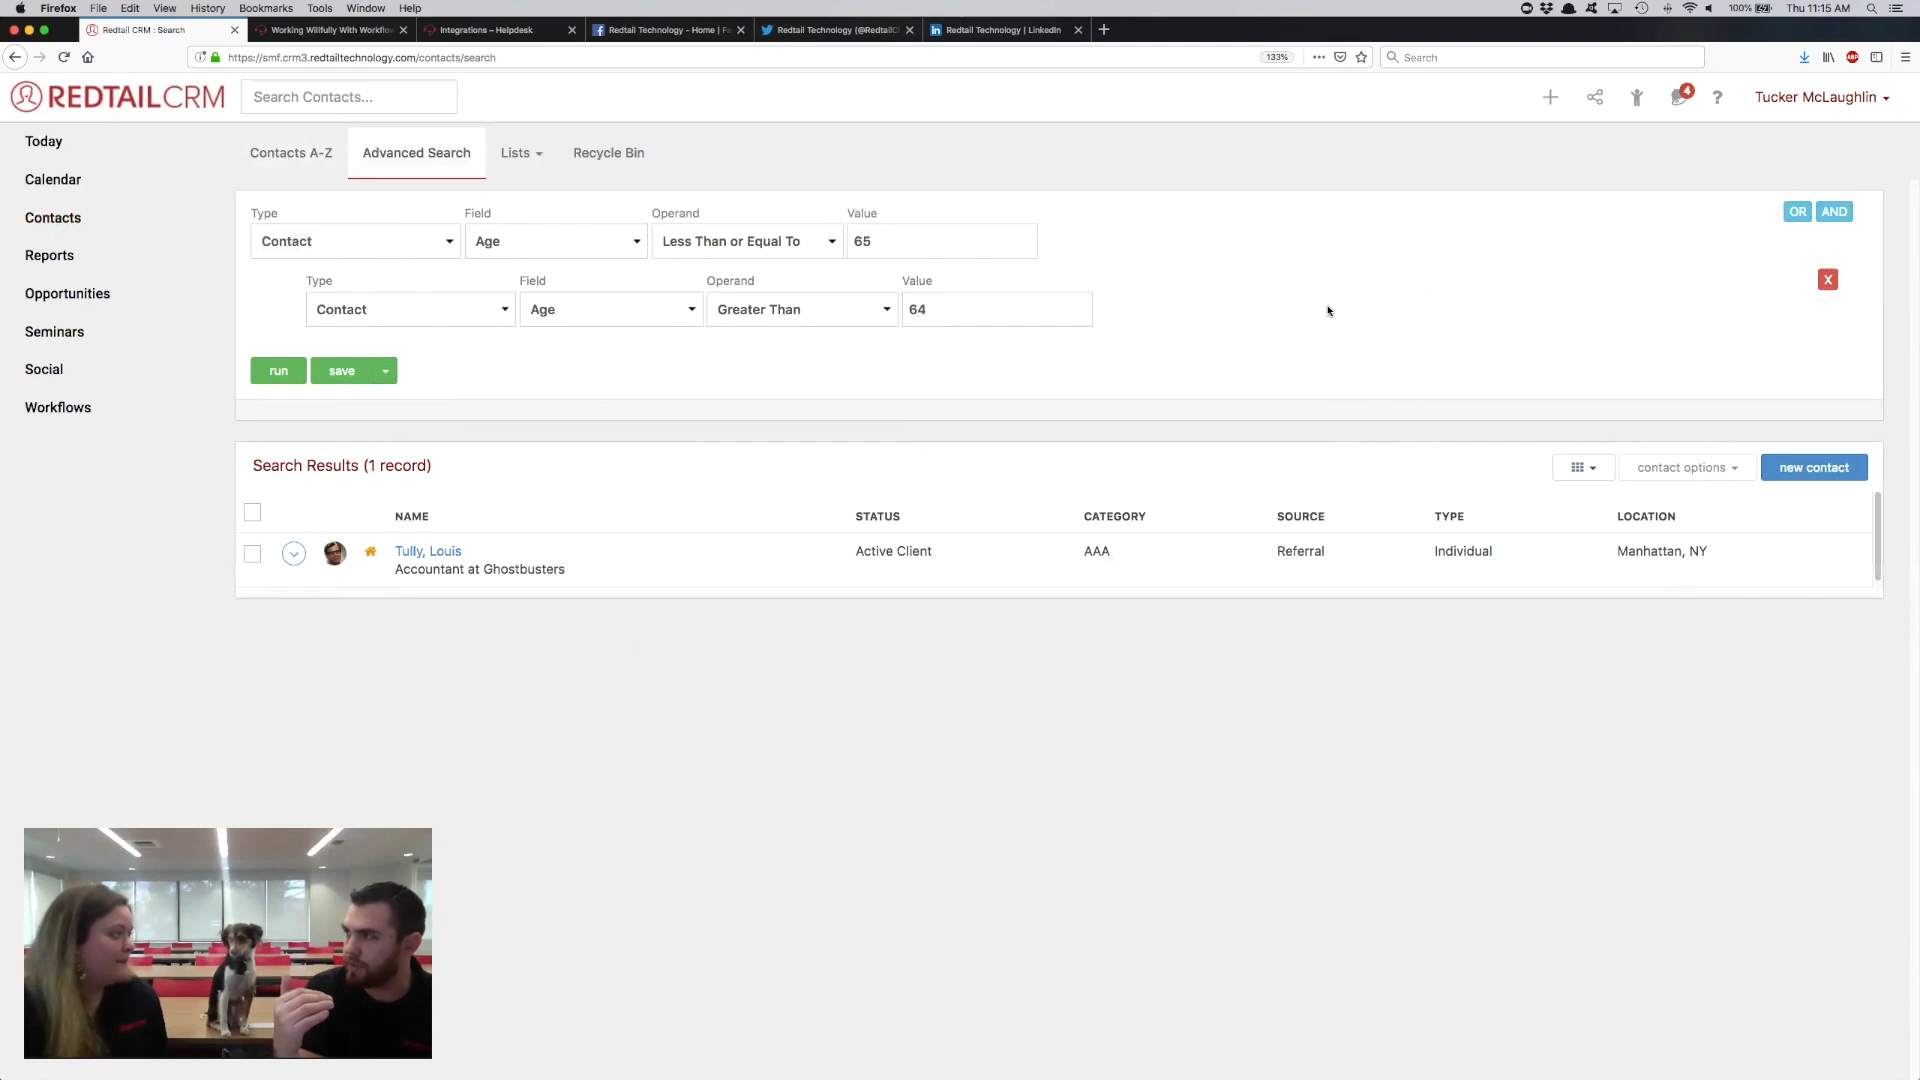 Firefox File Edit View History Bookmarks Tools Window Help 100% Thu 11:15 AM
Redtail CRM : Search Working Willfully With Workflow Integrations – Helpdesk Redtail Technology - Home | Fa Redtail Technology (@RedtailC Redtail Technology | LinkedIn
https://smf.crm3.redtailtechnology.com/contacts/search 133% Search
REDTAILCRM Search Contacts... 4 ? Tucker McLaughlin
Today
Calendar
Contacts
Reports
Opportunities
Seminars
Social
Workflows
Contacts A-Z Advanced Search Lists Recycle Bin
Type Field Operand Value OR AND
Contact Age Less Than or Equal To 65
Type Field Operand Value X
Contact Age Greater Than 64
run save
Search Results (1 record) contact options new contact
NAME STATUS CATEGORY SOURCE TYPE LOCATION
Tully, Louis Active Client AAA Referral Individual Manhattan, NY
Accountant at Ghostbusters